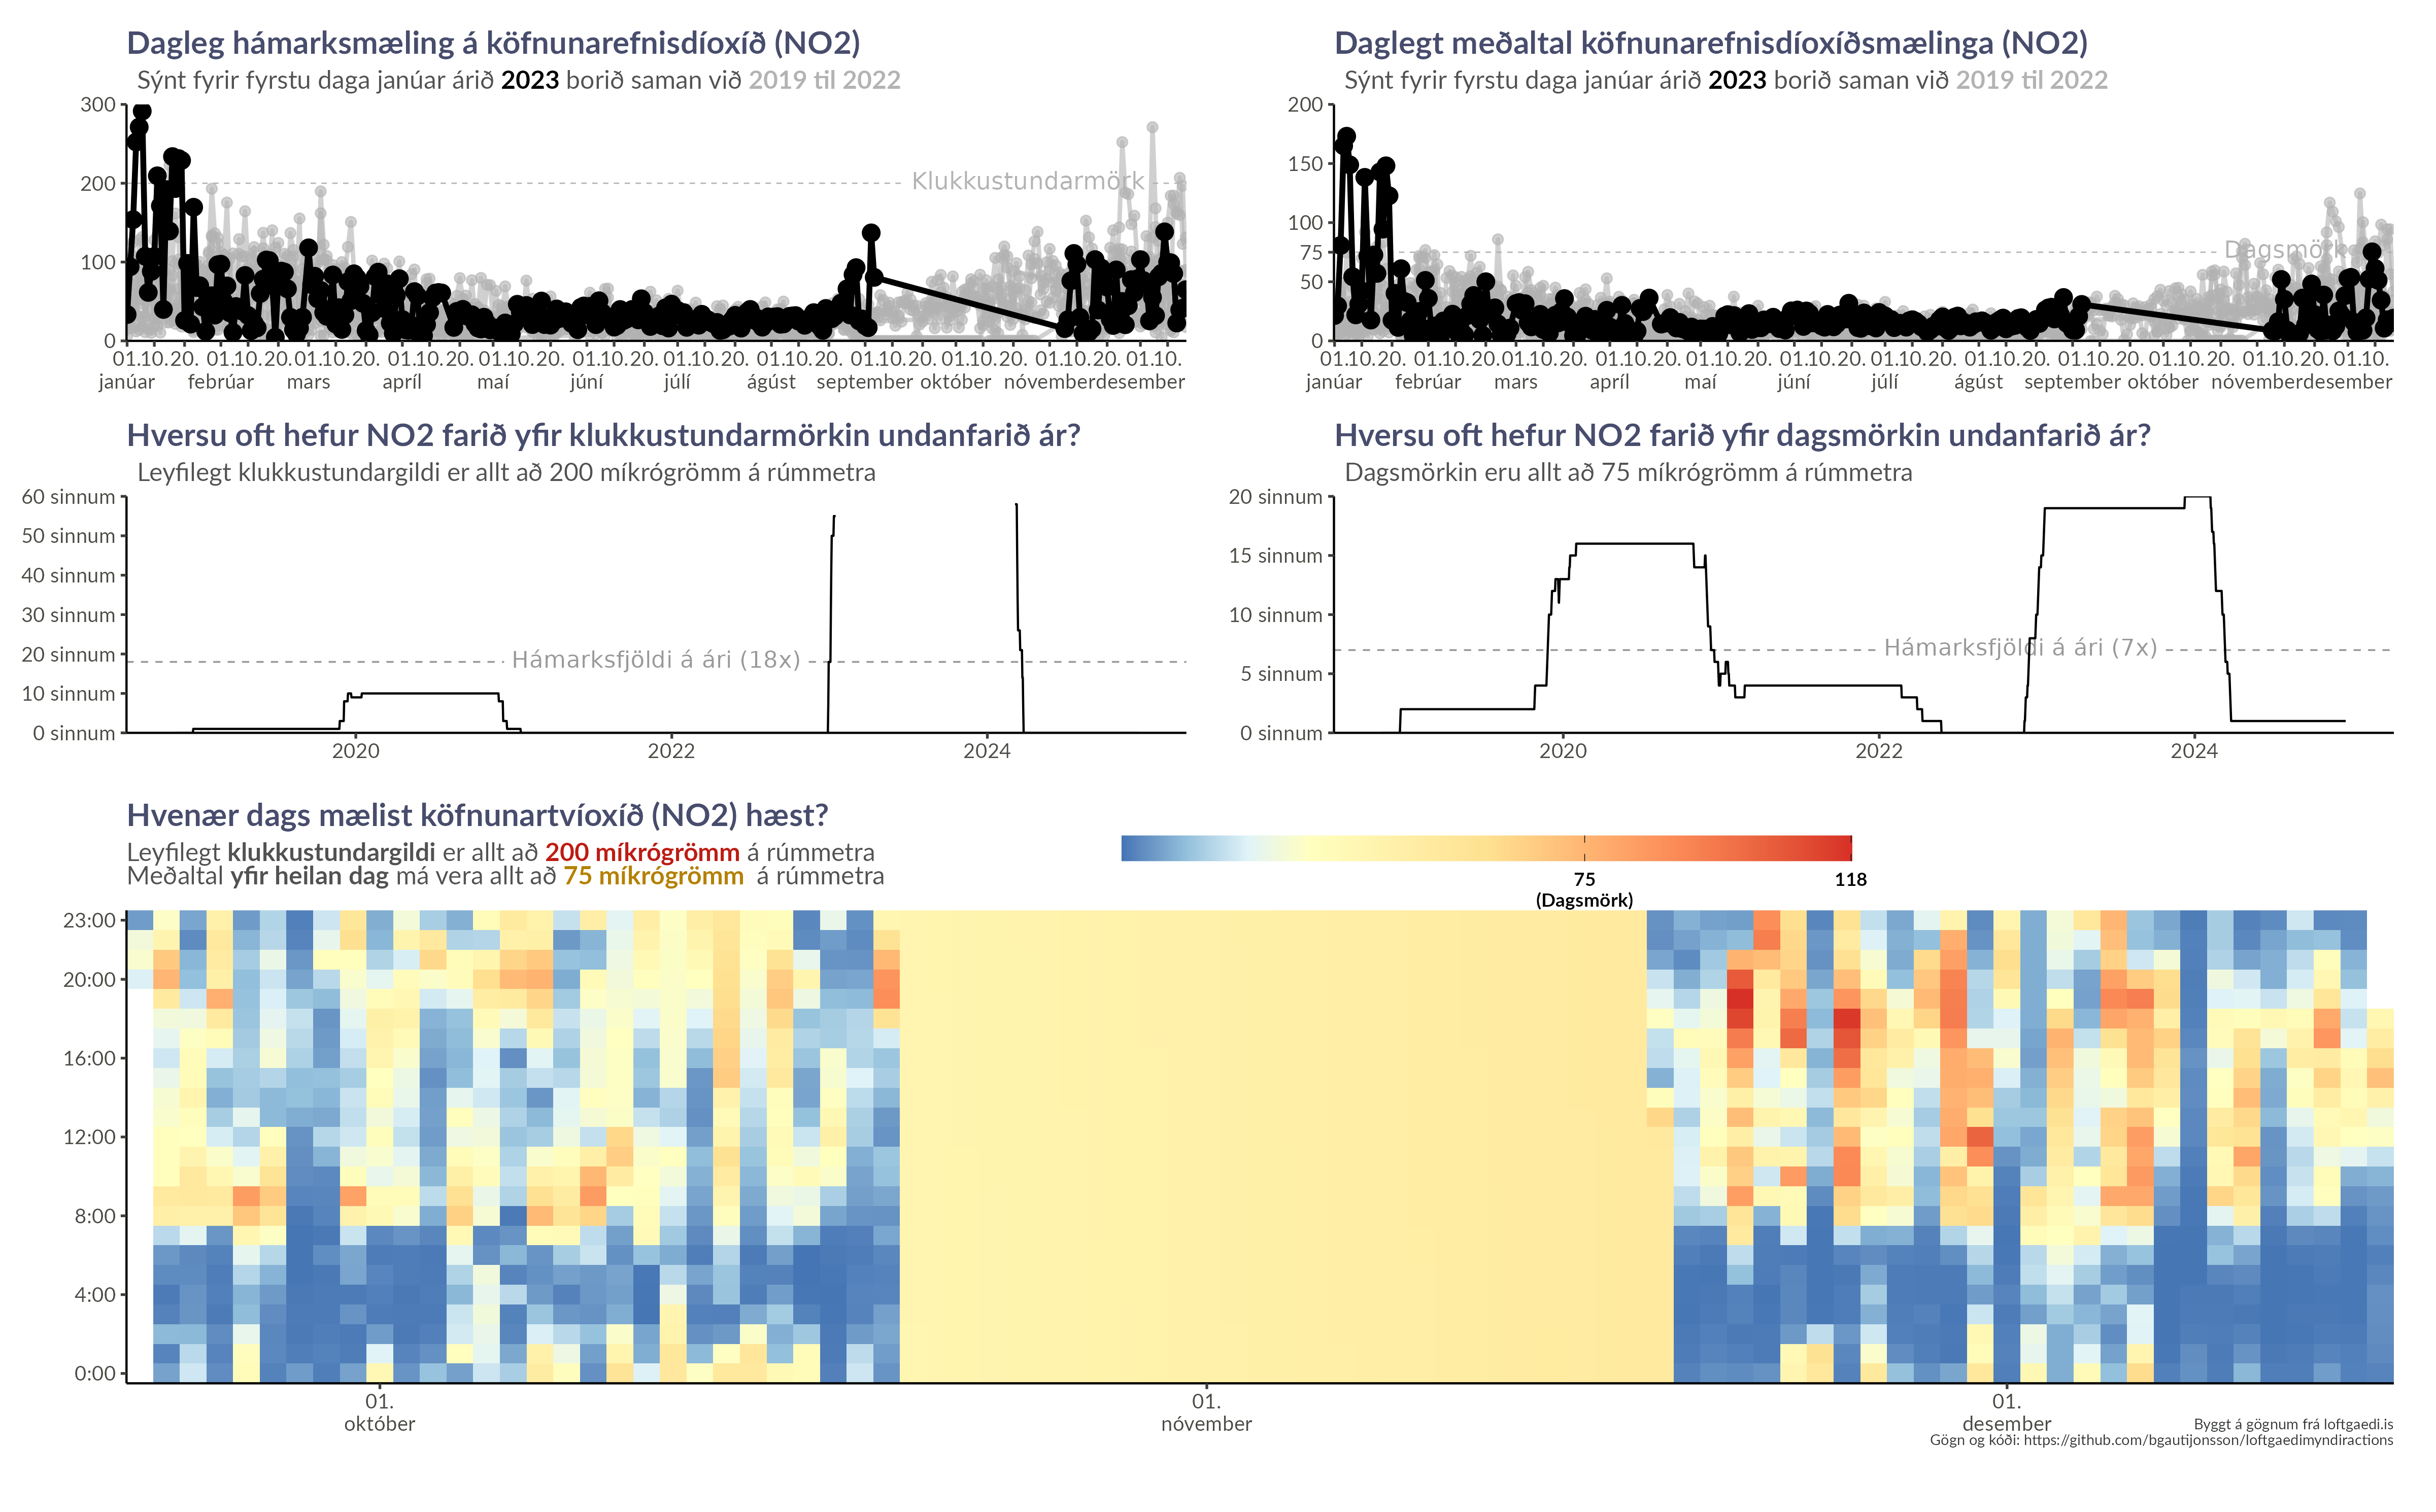 Dagleg hámarksmæling á köfnunarefnisdíoxíð (NO2)
Sýnt fyrir fyrstu daga janúar árið 2023 borið saman við 2019 til 2022
300
200
100
0
Klukkustundarmörk
01.10.20. 01.10.20. 01.10.20. 01.10.20. 01.10.20. 01.10.20. 01.10.20. 01.10.20. 01.10.20. 01.10.20. 01.10.20. 01.10.
janúar febrúar mars apríl maí júní júlí ágúst september október nóvember desember
Daglegt meðaltal köfnunarefnisdíoxíðsmælinga (NO2)
Sýnt fyrir fyrstu daga janúar árið 2023 borið saman við 2019 til 2022
200
150
100
75
50
0
Dagsmörk
01.10.20. 01.10.20. 01.10.20. 01.10.20. 01.10.20. 01.10.20. 01.10.20. 01.10.20. 01.10.20. 01.10.20. 01.10.20. 01.10.
janúar febrúar mars apríl maí júní júlí ágúst september október nóvember desember
Hversu oft hefur NO2 farið yfir klukkustundarmörkin undanfarið ár?
Leyfilegt klukkustundargildi er allt að 200 míkrógrömm á rúmmetra
60 sinnum
50 sinnum
40 sinnum
30 sinnum
20 sinnum
10 sinnum
0 sinnum
Hámarksfjöldi á ári (18x)
2020 2022 2024
Hversu oft hefur NO2 farið yfir dagsmörkin undanfarið ár?
Dagsmörkin eru allt að 75 míkrógrömm á rúmmetra
20 sinnum
15 sinnum
10 sinnum
5 sinnum
0 sinnum
Hámarksfjöldi á ári (7x)
2020 2022 2024
Hvenær dags mælist köfnunartvíoxíð (NO2) hæst?
Leyfilegt klukkustundargildi er allt að 200 míkrógrömm á rúmmetra
Meðaltal yfir heilan dag má vera allt að 75 míkrógrömm á rúmmetra
75 118
(Dagsmörk)
23:00
20:00
16:00
12:00
8:00
4:00
0:00
01. 01. 01.
október nóvember desember
Byggt á gögnum frá loftgaedi.is
Gögn og kóði: https://github.com/bgautijonsson/loftgaedimyndiractions